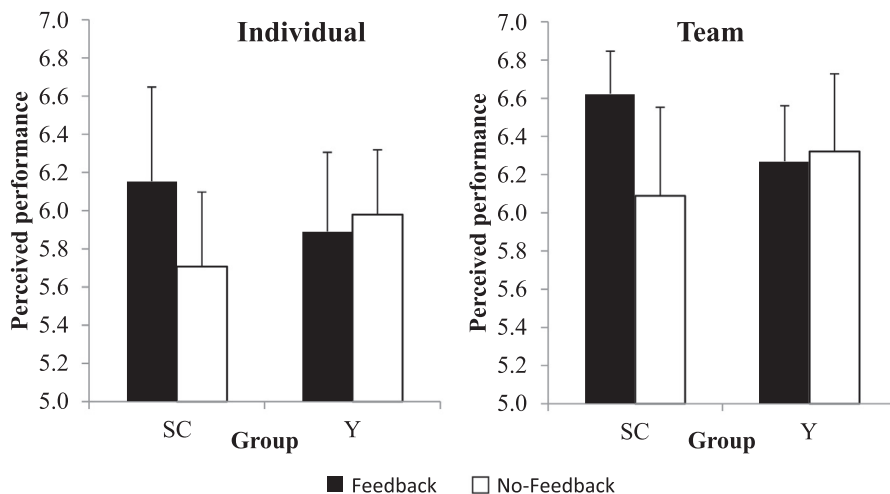 Individual
Perceived performance
7.0
6.8
6.6
6.4
6.2
6.0
5.8
5.6
5.4
5.2
5.0
SC
Y
Group
Team
Perceived performance
7.0
6.8
6.6
6.4
6.2
6.0
5.8
5.6
5.4
5.2
5.0
SC
Y
Group
Feedback
No-Feedback